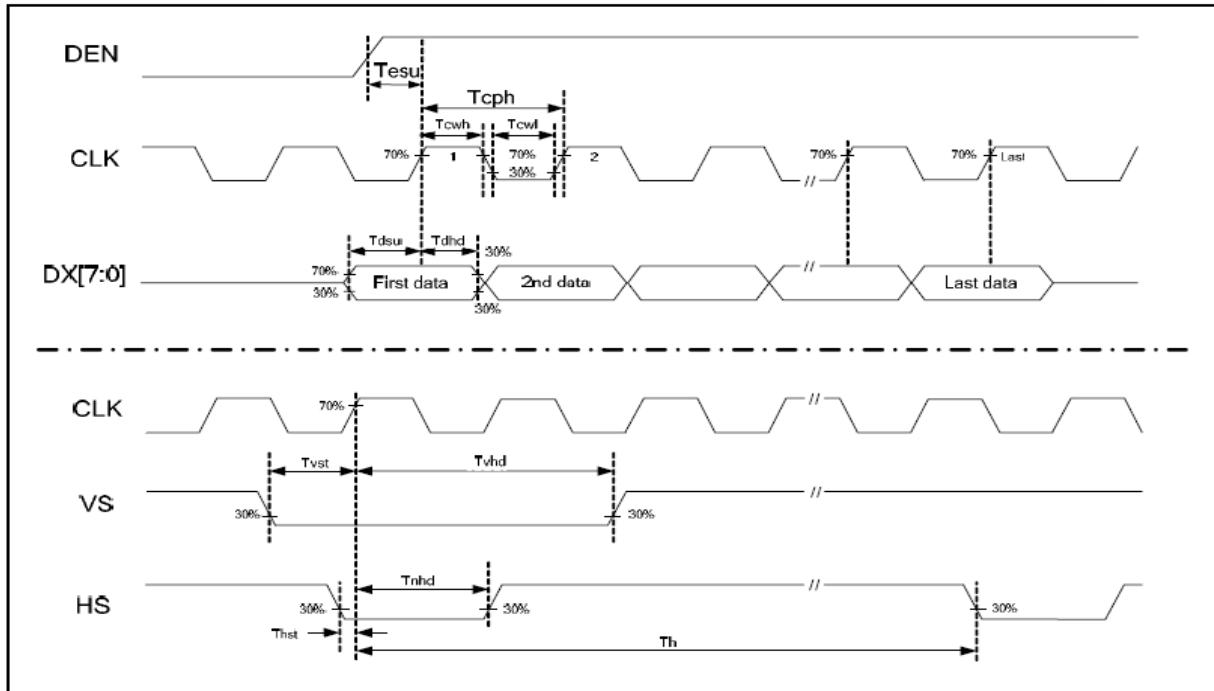 DEN
Tesu
Tcph
Tcwh
Tcwl
CLK
70%
1
70%
30%
2
//
70%
70%
Last
Tdsu
Tdhd
30%
DX[7:0]
70%
30%
First data
30%
2nd data
//
Last data
CLK
70%
//
Tvst
Tvhd
VS
30%
30%
//
Tnhd
HS
30%
30%
//
30%
Thst
Th